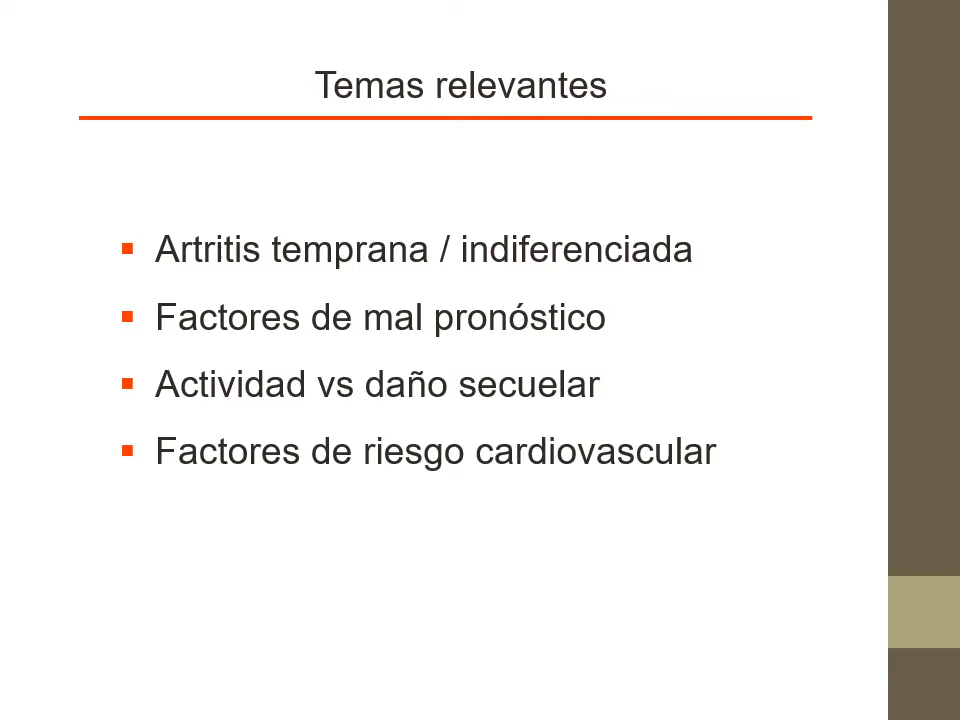 Temas relevantes
Artritis temprana / indiferenciada
Factores de mal pronóstico
Actividad vs daño secuelar
Factores de riesgo cardiovascular